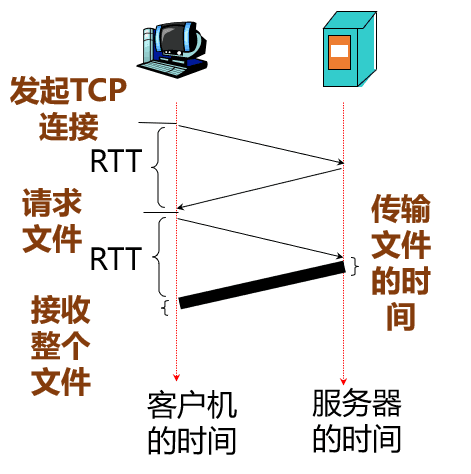 发起TCP
连接
RTT
请求
文件
RTT
传输
文件
的时
间
接收
整个
文件
客户机
的时间
服务器
的时间